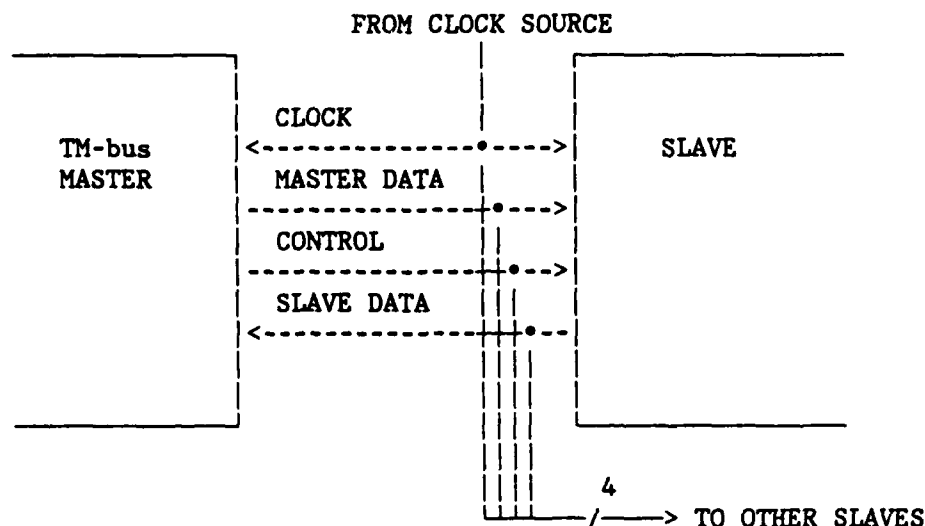 FROM CLOCK SOURCE
CLOCK
TM-bus
MASTER
SLAVE
MASTER DATA
CONTROL
SLAVE DATA
4
TO OTHER SLAVES